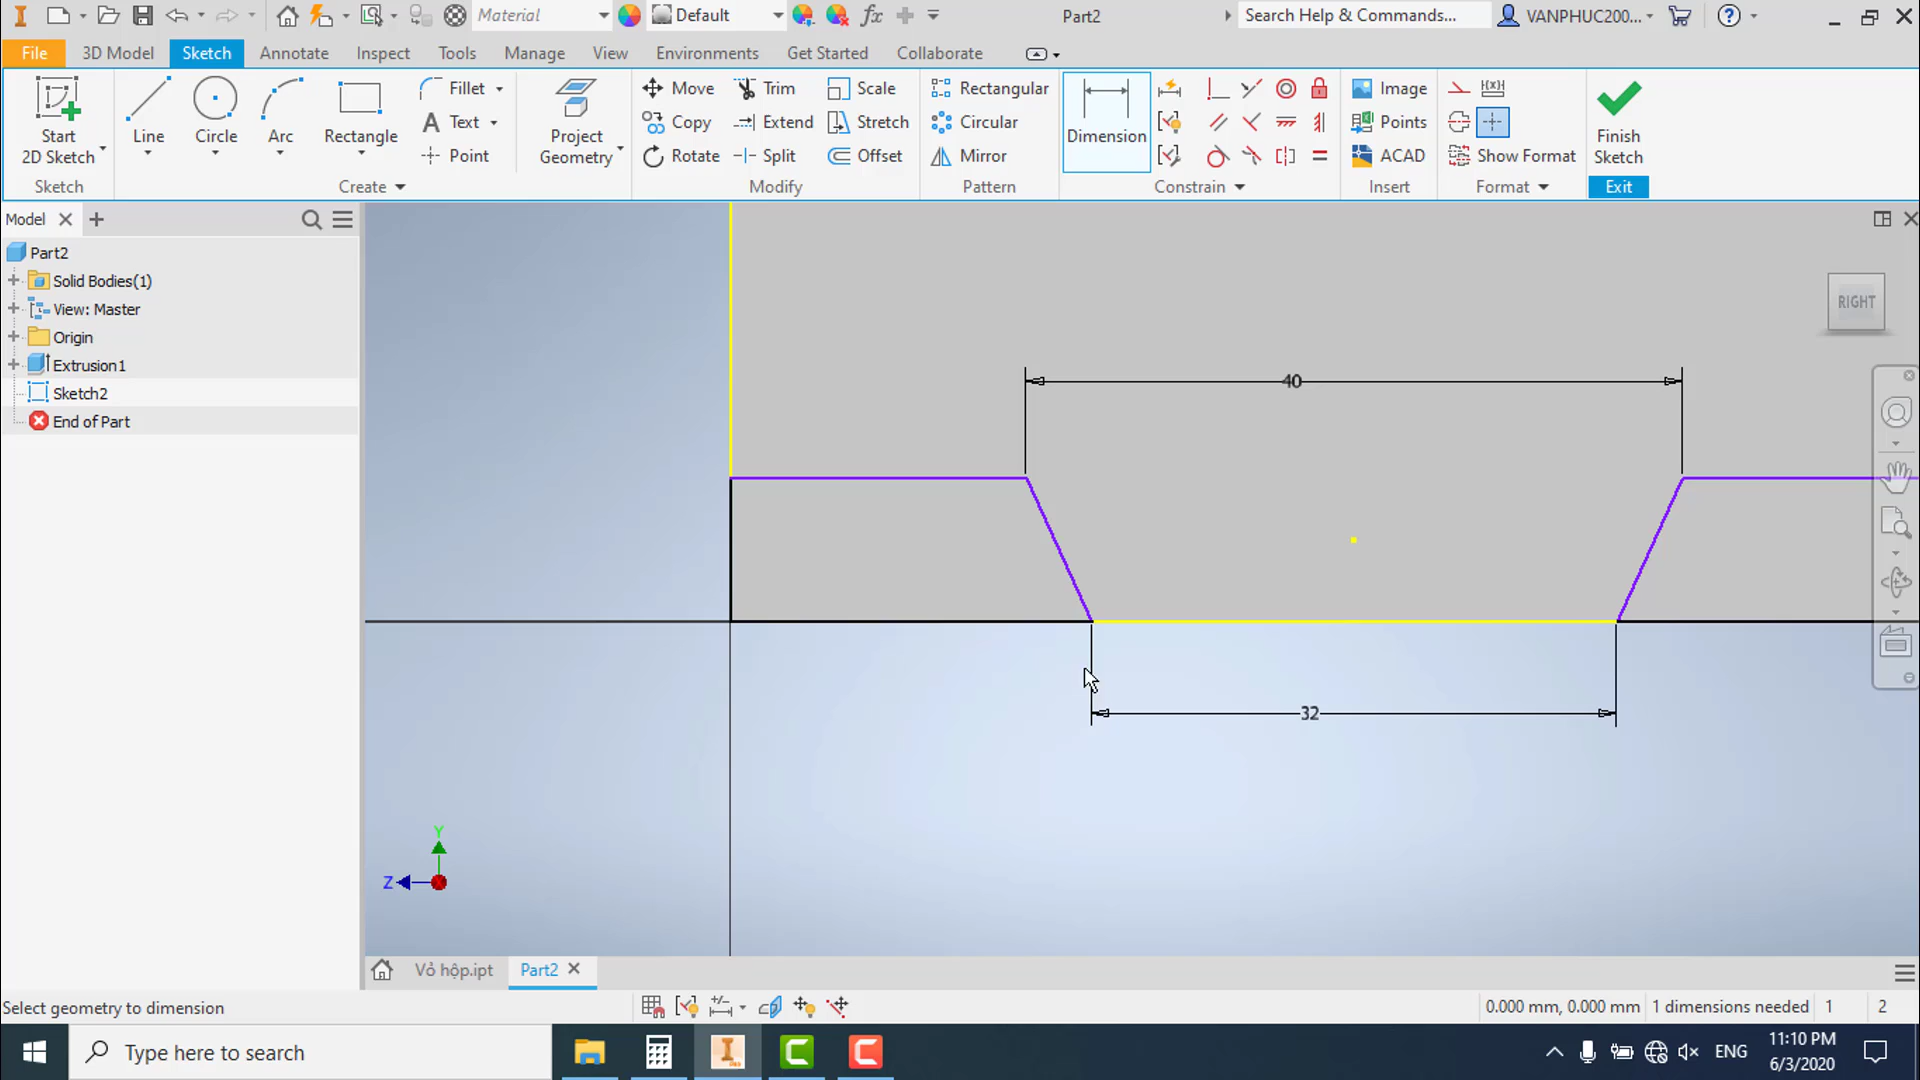 Material
Default
Part2
Search Help & Commands...
VANPHUC200...
File
3D Model
Sketch
Annotate
Inspect
Tools
Manage
View
Environments
Get Started
Collaborate
Start
2D Sketch
Line
Circle
Arc
Rectangle
Fillet
Text
Point
Project
Geometry
Move
Copy
Rotate
Trim
Extend
Split
Scale
Stretch
Offset
Rectangular
Circular
Mirror
Dimension
Image
Points
ACAD
Show Format
Finish
Sketch
Sketch
Create
Modify
Pattern
Constrain
Insert
Format
Exit
Model
Part2
Solid Bodies(1)
View: Master
Origin
Extrusion1
Sketch2
End of Part
RIGHT
40
32
Y
Z
Vỏ hộp.ipt
Part2
Select geometry to dimension
0.000 mm, 0.000 mm
1 dimensions needed
1
2
Type here to search
ENG
11:10 PM
6/3/2020